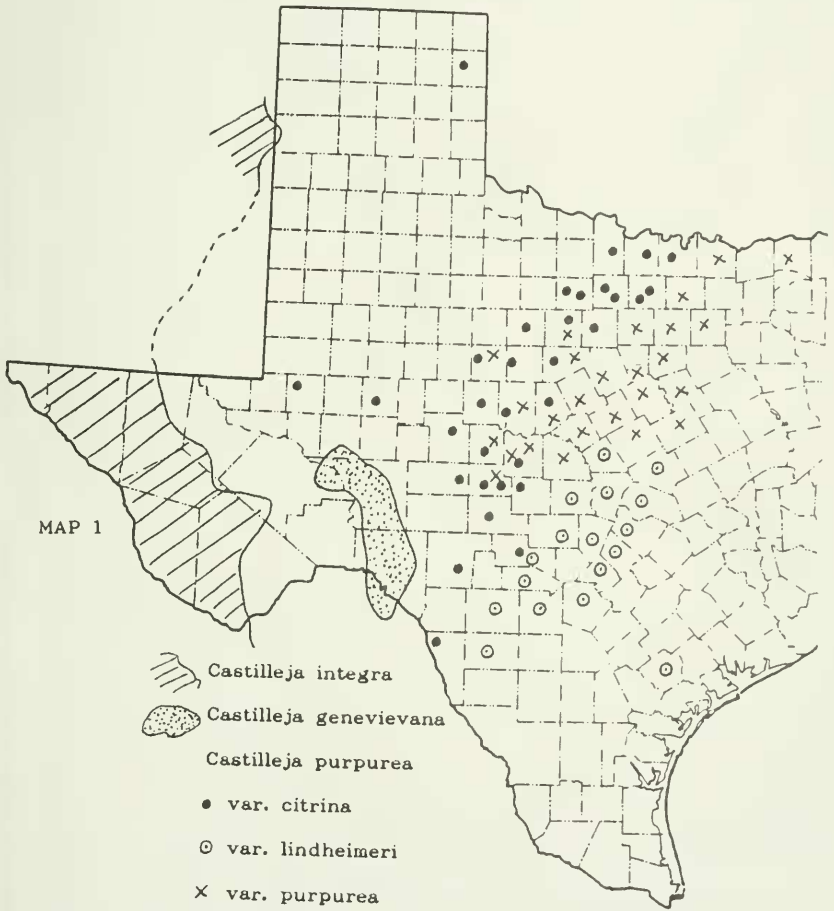 MAP 1
Castilleja integra
Castilleja genevievana
Castilleja purpurea
var. citrina
var. lindheimeri
var. purpurea